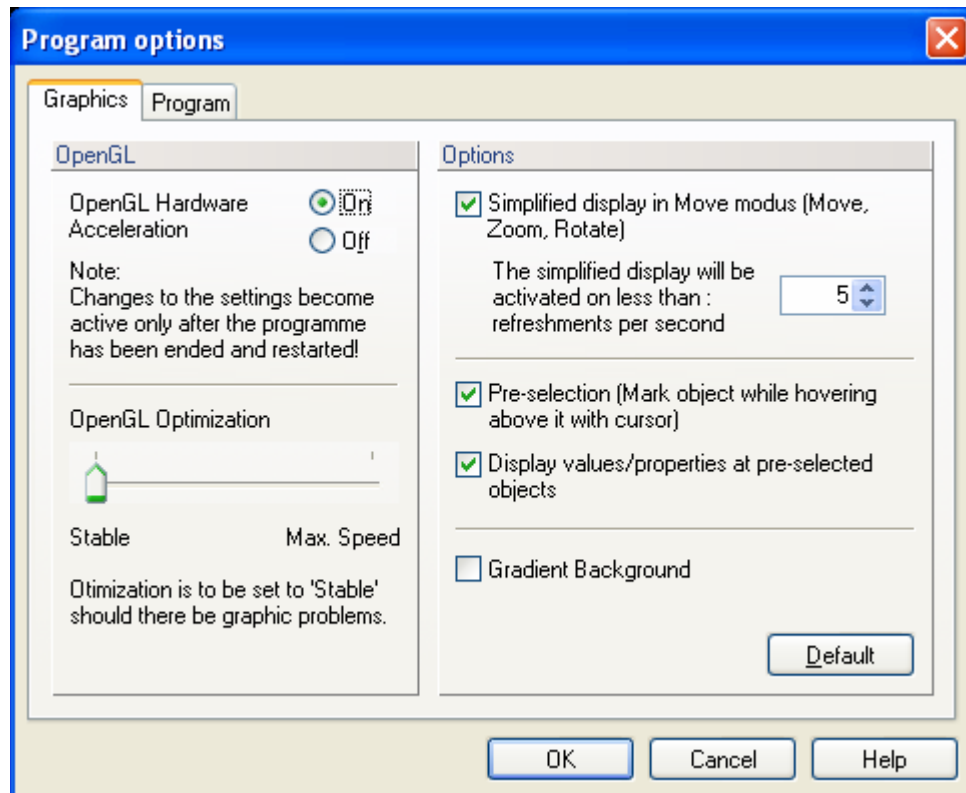 Program options
Graphics
Program
OpenGL
OpenGL Hardware
Acceleration
On
Off
Note:
Changes to the settings become
active only after the programme
has been ended and restarted!
OpenGL Optimization
Stable
Max. Speed
Otimization is to be set to 'Stable'
should there be graphic problems.
Options
Simplified display in Move modus (Move,
Zoom, Rotate)
The simplified display will be
activated on less than :
refreshments per second
5
Pre-selection (Mark object while hovering
above it with cursor)
Display values/properties at pre-selected
objects
Gradient Background
Default
OK
Cancel
Help